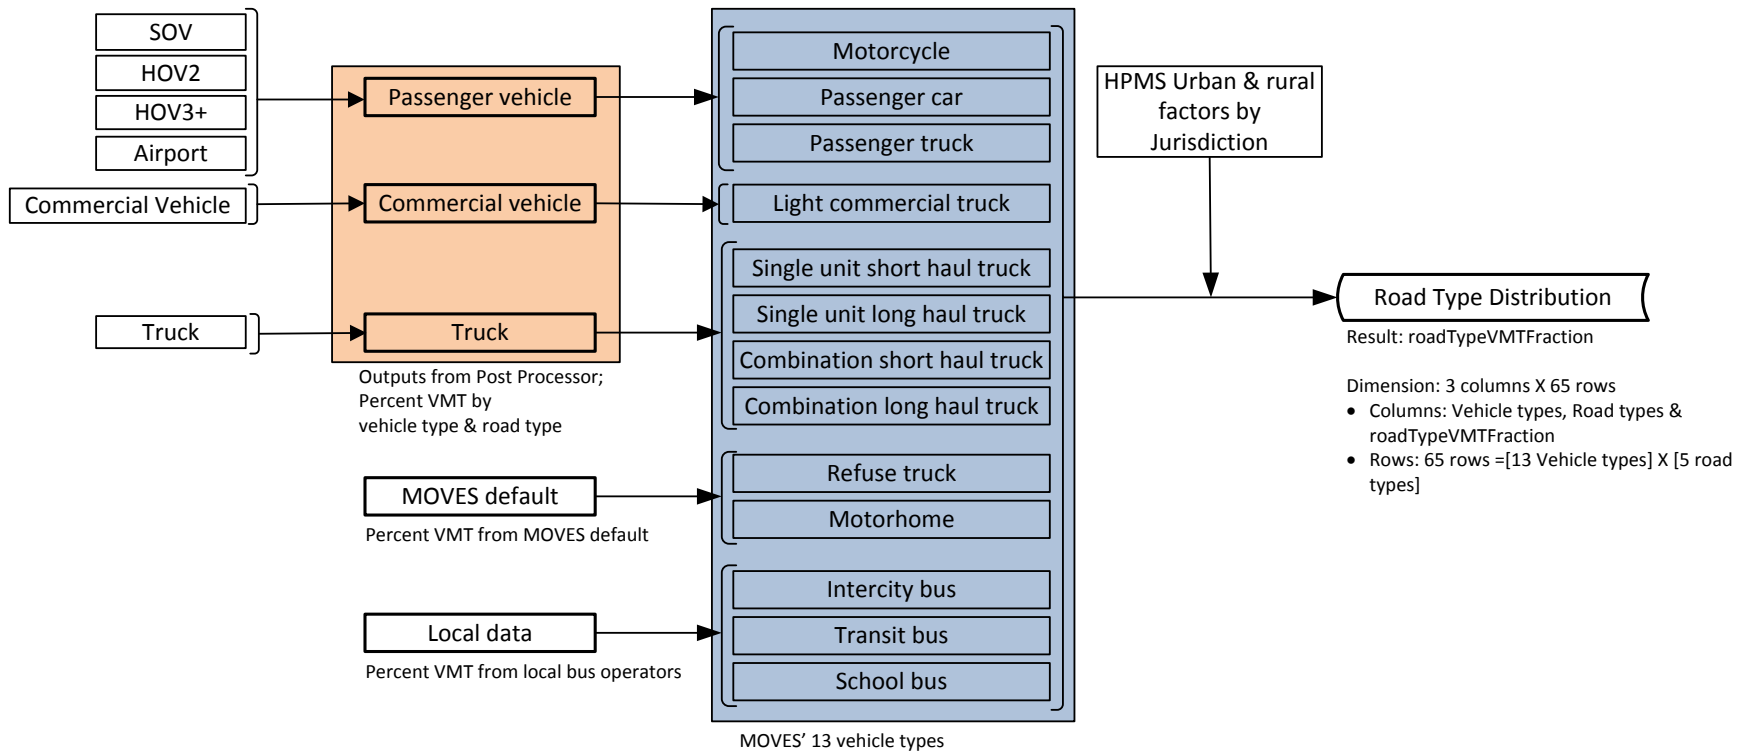 SOV
HOV2
HOV3+
Airport
Commercial Vehicle
Truck
Passenger vehicle
Commercial vehicle
Truck
Outputs from Post Processor;
Percent VMT by
vehicle type & road type
MOVES default
Percent VMT from MOVES default
Local data
Percent VMT from local bus operators
Motorcycle
Passenger car
Passenger truck
Light commercial truck
Single unit short haul truck
Single unit long haul truck
Combination short haul truck
Combination long haul truck
Refuse truck
Motorhome
Intercity bus
Transit bus
School bus
MOVES' 13 vehicle types
HPMS Urban & rural
factors by
Jurisdiction
Road Type Distribution
Result: roadTypeVMTFraction
Dimension: 3 columns X 65 rows
• Columns: Vehicle types, Road types &
roadTypeVMTFraction
• Rows: 65 rows =[13 Vehicle types] X [5 road
types]